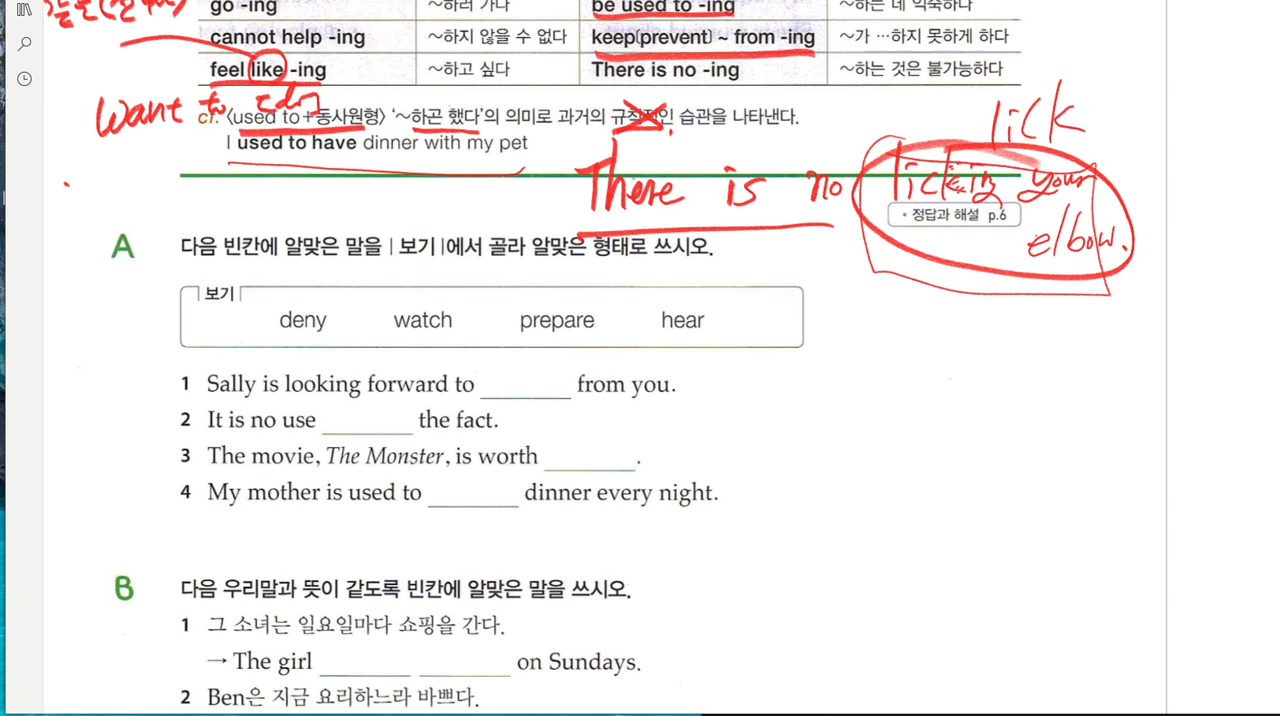 go -ing ~하러 가다 be used to -ing ~하는 데 익숙하다
cannot help -ing ~하지 않을 수 없다 keep(prevent) ~ from -ing ~가 …하지 못하게 하다
feel like -ing ~하고 싶다 There is no -ing ~하는 것은 불가능하다
want to
cf. 〈used to+동사원형〉 '~하곤 했다'의 의미로 과거의 규칙적인 습관을 나타낸다.
lick
I used to have dinner with my pet
There is no licking your
elbow.
• 정답과 해설 p.6
A 다음 빈칸에 알맞은 말을 | 보기 |에서 골라 알맞은 형태로 쓰시오.
보기
deny watch prepare hear
1 Sally is looking forward to ________ from you.
2 It is no use ________ the fact.
3 The movie, The Monster, is worth ________.
4 My mother is used to ________ dinner every night.
B 다음 우리말과 뜻이 같도록 빈칸에 알맞은 말을 쓰시오.
1 그 소녀는 일요일마다 쇼핑을 간다.
→ The girl ________ ________ on Sundays.
2 Ben은 지금 요리하느라 바쁘다.